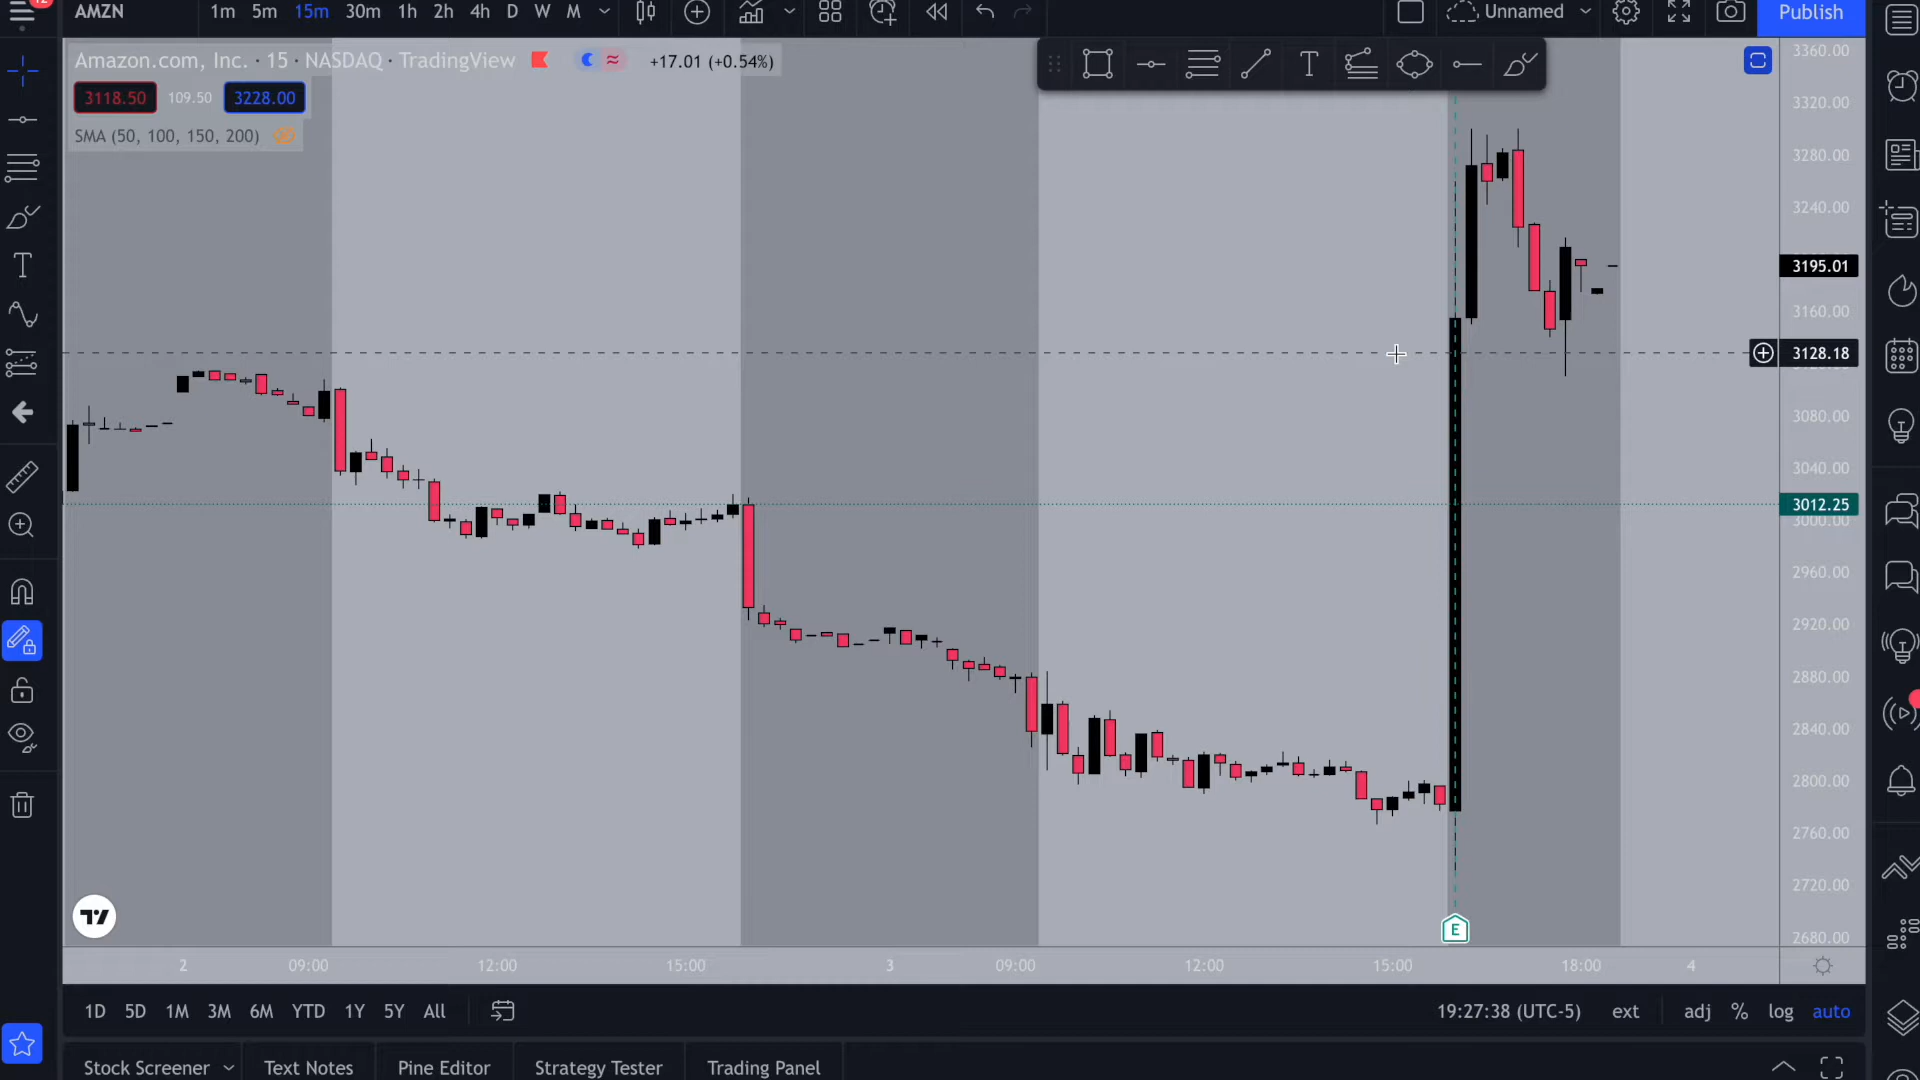 12
AMZN 1m 5m 15m 30m 1h 2h 4h D W M Unnamed Publish
Amazon.com, Inc. · 15 · NASDAQ · TradingView +17.01 (+0.54%)
3118.50 109.50 3228.00
SMA (50, 100, 150, 200)
3360.00
3320.00
3280.00
3240.00
3195.01
3160.00
3128.18
3080.00
3040.00
3012.25
3000.00
2960.00
2920.00
2880.00
2840.00
2800.00
2760.00
2720.00
2680.00
E
2 09:00 12:00 15:00 3 09:00 12:00 15:00 18:00 4
1D 5D 1M 3M 6M YTD 1Y 5Y All 19:27:38 (UTC-5) ext adj % log auto
Stock Screener Text Notes Pine Editor Strategy Tester Trading Panel